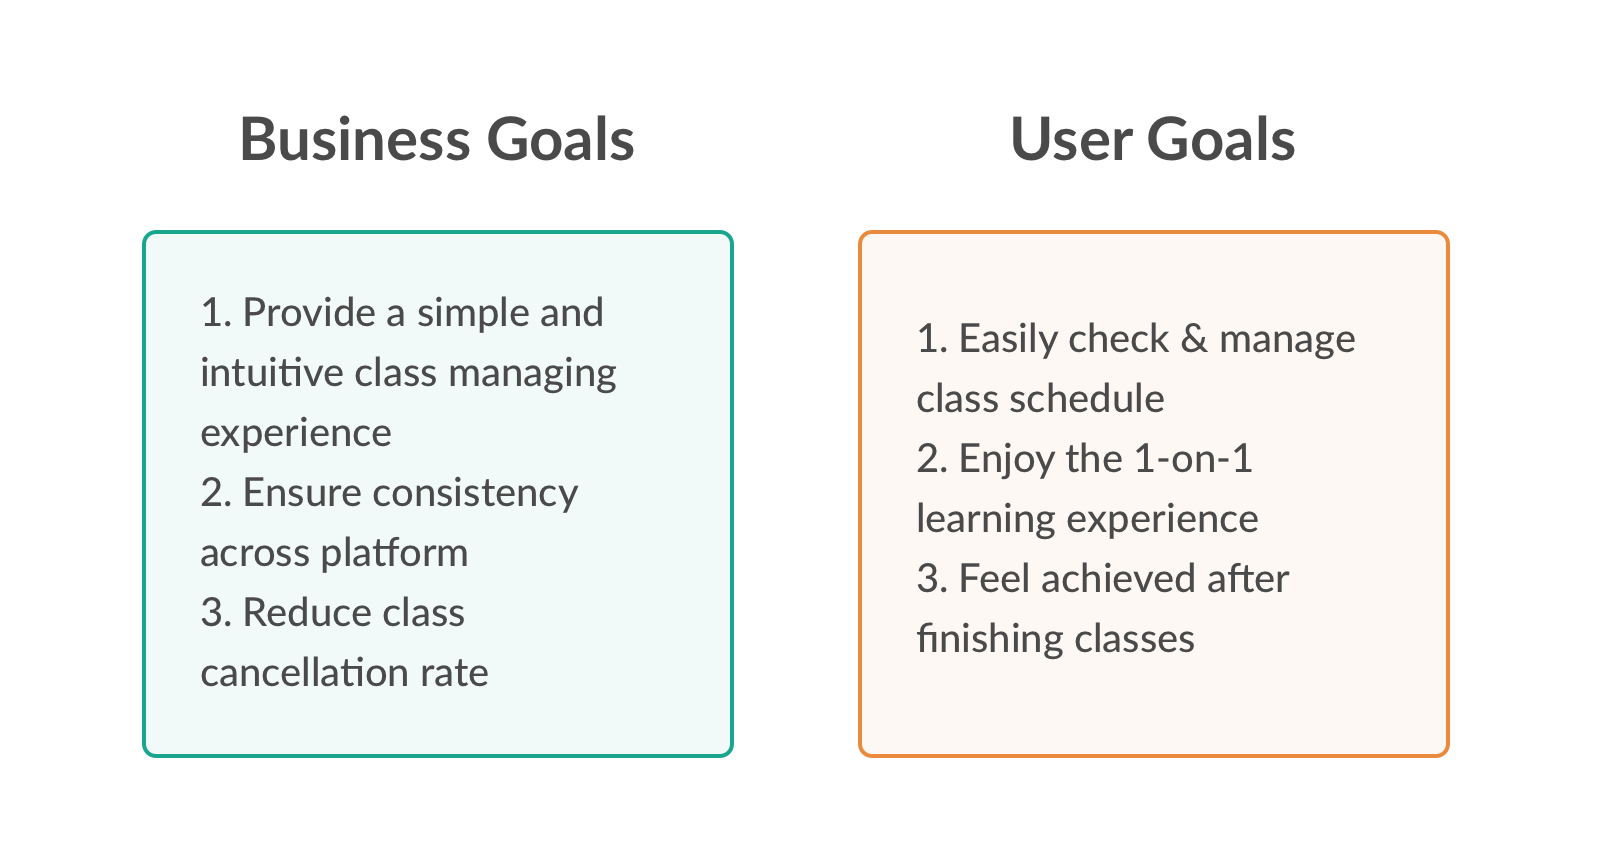 Business Goals
1. Provide a simple and
intuitive class managing
experience
2. Ensure consistency
across platform
3. Reduce class
cancellation rate
User Goals
1. Easily check & manage
class schedule
2. Enjoy the 1-on-1
learning experience
3. Feel achieved after
finishing classes